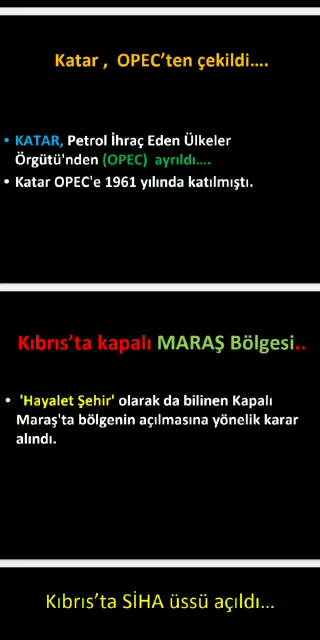 Katar ,  OPEC’ten çekildi….
• KATAR, Petrol İhraç Eden Ülkeler
Örgütü'nden (OPEC)  ayrıldı….
• Katar OPEC'e 1961 yılında katılmıştı.
Kıbrıs’ta kapalı MARAŞ Bölgesi..
• 'Hayalet Şehir' olarak da bilinen Kapalı
Maraş'ta bölgenin açılmasına yönelik karar
alındı.
Kıbrıs’ta SİHA üssü açıldı…